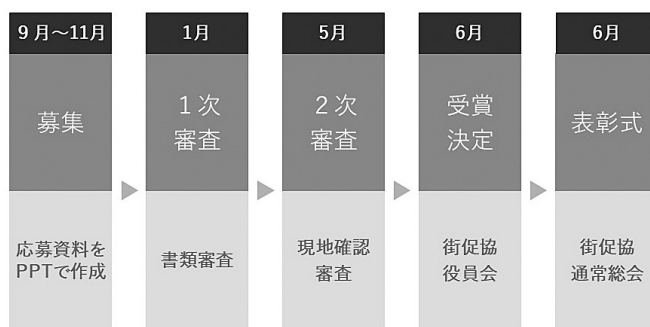 9月～11月
募集
応募資料を
PPTで作成
1月
１次
審査
書類審査
5月
２次
審査
現地確認
審査
6月
受賞
決定
街促協
役員会
6月
表彰式
街促協
通常総会